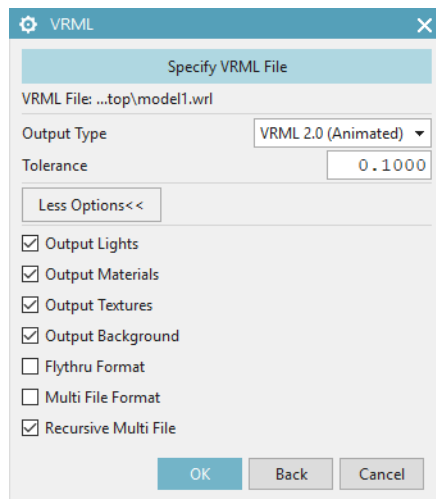 VRML
Specify VRML File
VRML File: ...top\model1.wrl
Output Type VRML 2.0 (Animated)
Tolerance 0.1000
Less Options<<
Output Lights
Output Materials
Output Textures
Output Background
Flythru Format
Multi File Format
Recursive Multi File
OK Back Cancel